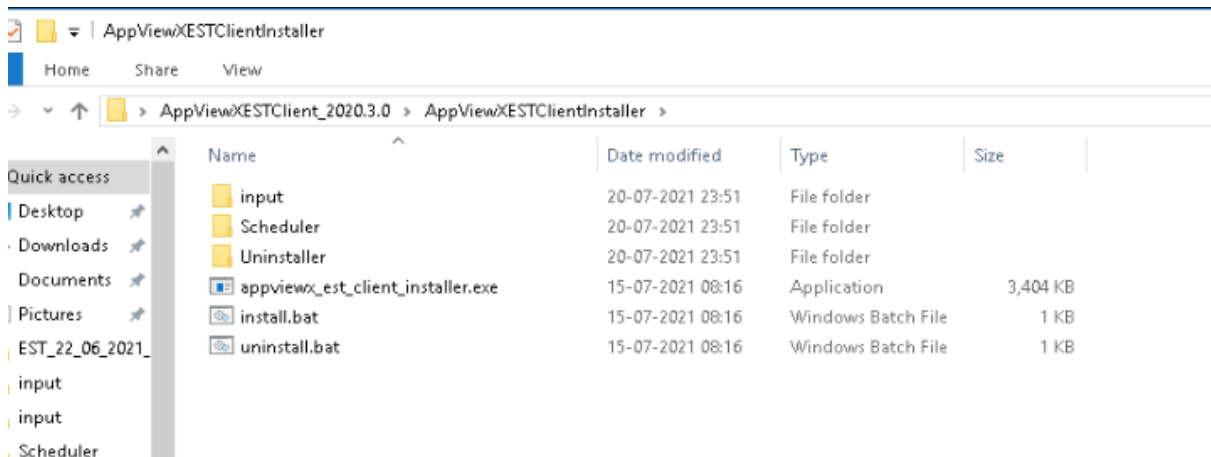 AppViewXESTClientInstaller
Home Share View
AppViewXESTClient_2020.3.0 > AppViewXESTClientInstaller >
Name Date modified Type Size
Quick access
Desktop
Downloads
Documents
Pictures
EST_22_06_2021_
input
input
Scheduler
input 20-07-2021 23:51 File folder
Scheduler 20-07-2021 23:51 File folder
Uninstaller 20-07-2021 23:51 File folder
appviewx_est_client_installer.exe 15-07-2021 08:16 Application 3,404 KB
install.bat 15-07-2021 08:16 Windows Batch File 1 KB
uninstall.bat 15-07-2021 08:16 Windows Batch File 1 KB